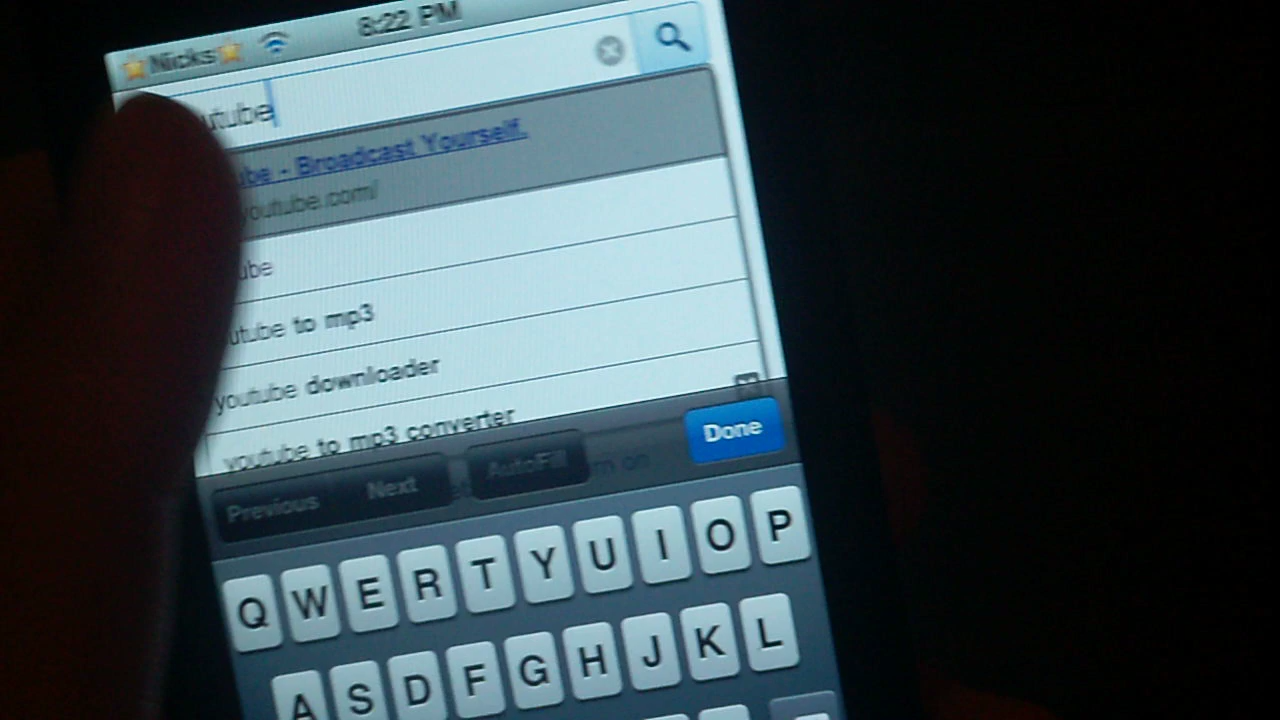 ⭐Nicks⭐ 8:22 PM
utube
ube - Broadcast Yourself.
youtube.com/
ube
utube to mp3
youtube downloader
youtube to mp3 converter
Previous Next AutoFill Done
Q W E R T Y U I O P
A S D F G H J K L